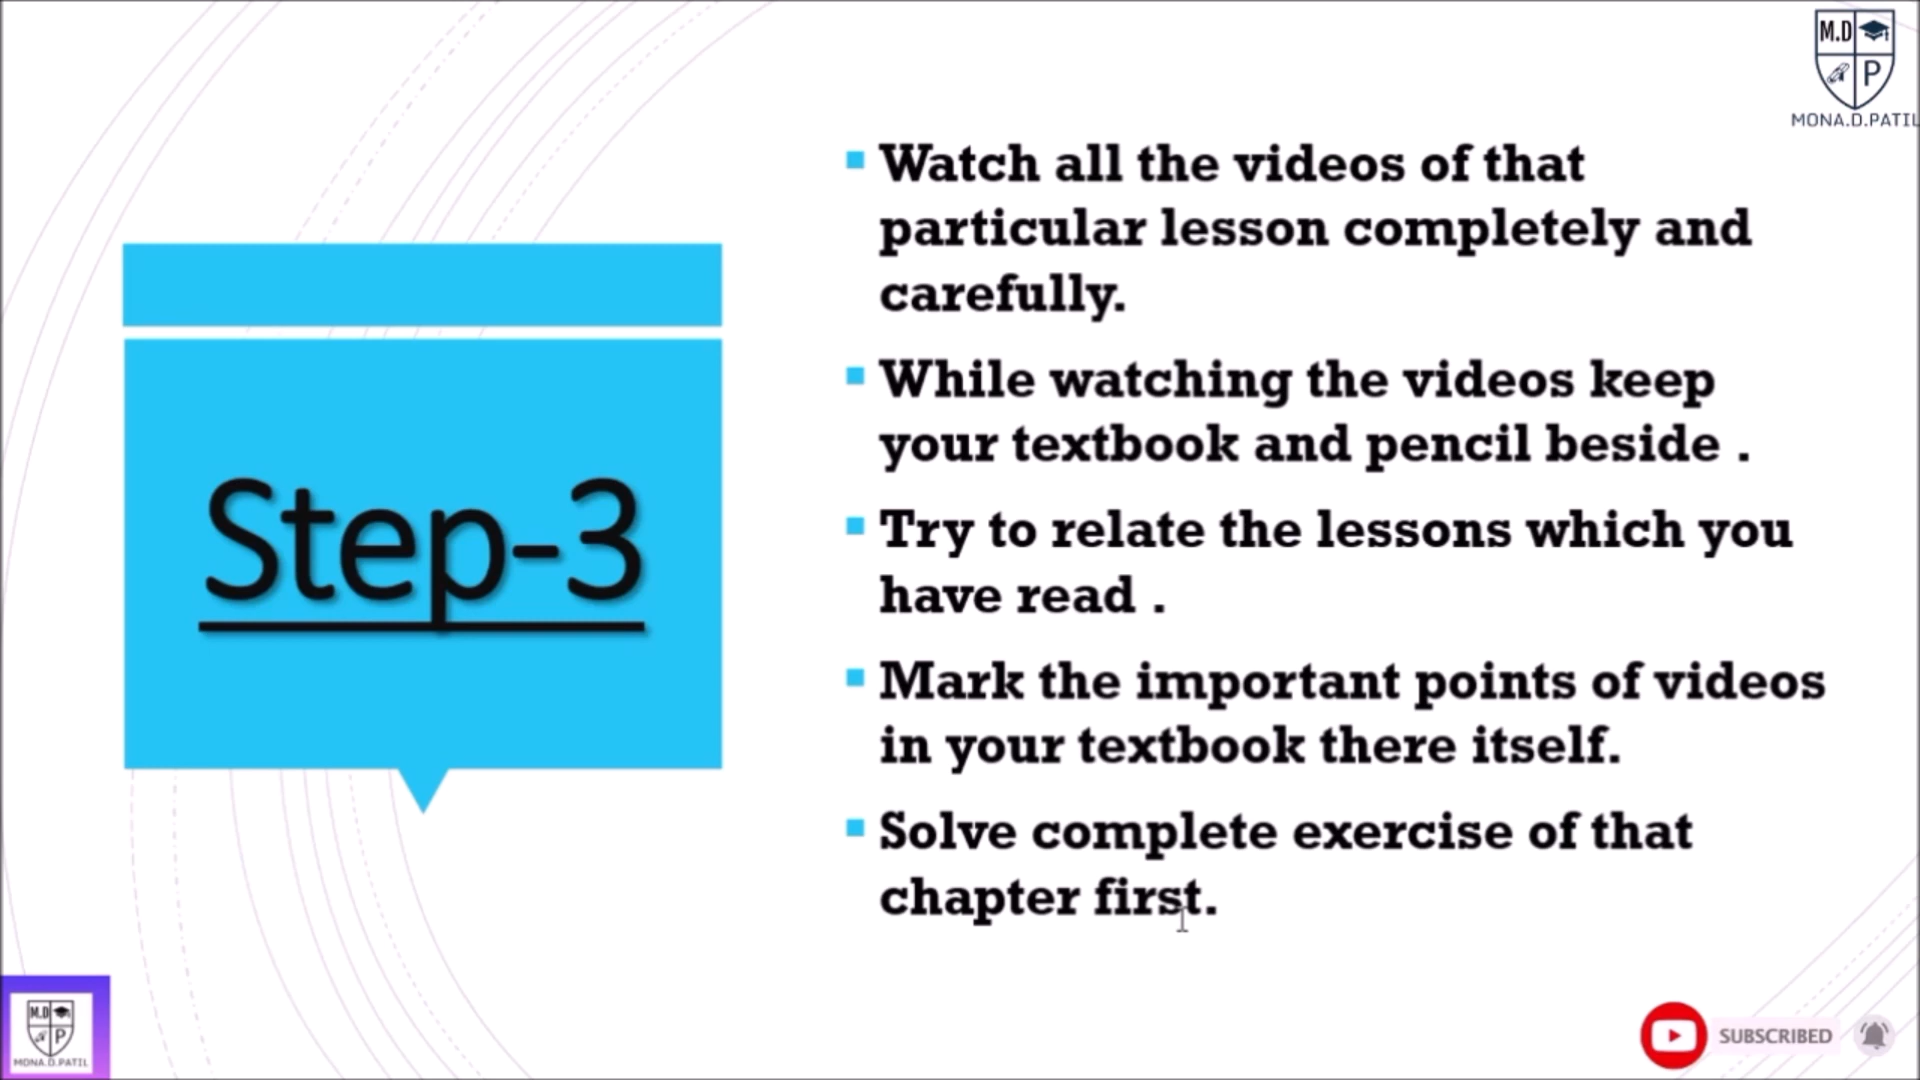 M.D
P
MONA.D.PATIL
Watch all the videos of that
particular lesson completely and
carefully.
While watching the videos keep
your textbook and pencil beside .
Step-3
Try to relate the lessons which you
have read .
Mark the important points of videos
in your textbook there itself.
Solve complete exercise of that
chapter first.
M.D
P
MONA.D.PATIL
SUBSCRIBED